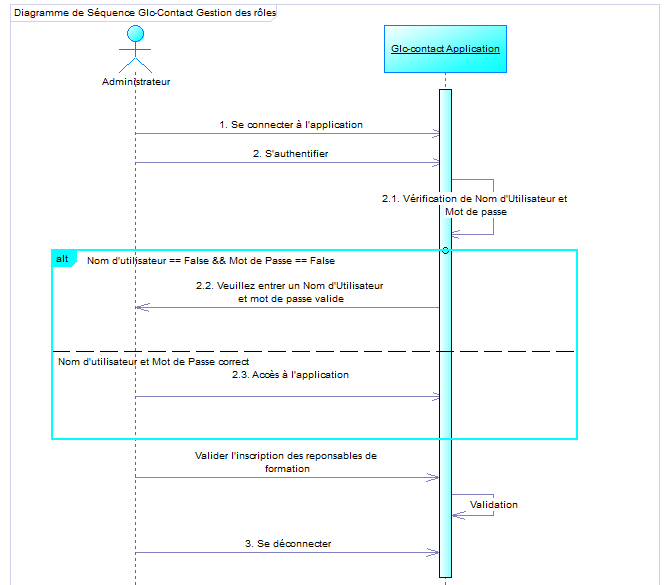 Diagramme de Séquence Glo-Contact Gestion des rôles
Administrateur
Glo-contact Application
1. Se connecter à l'application
2. S'authentifier
2.1. Vérification de Nom d'Utilisateur et
Mot de passe
alt
Nom d'utilisateur == False && Mot de Passe == False
2.2. Veuillez entrer un Nom d'Utilisateur
et mot de passe valide
Nom d'utilisateur et Mot de Passe correct
2.3. Accès à l'application
Valider l'inscription des reponsables de
formation
Validation
3. Se déconnecter